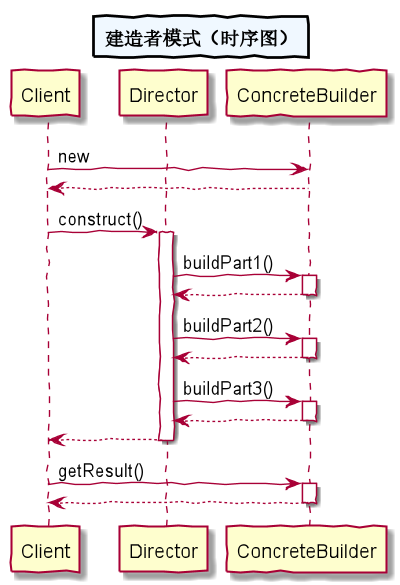 建造者模式（时序图）
Client Director ConcreteBuilder
new
construct()
buildPart1()
buildPart2()
buildPart3()
getResult()
Client Director ConcreteBuilder